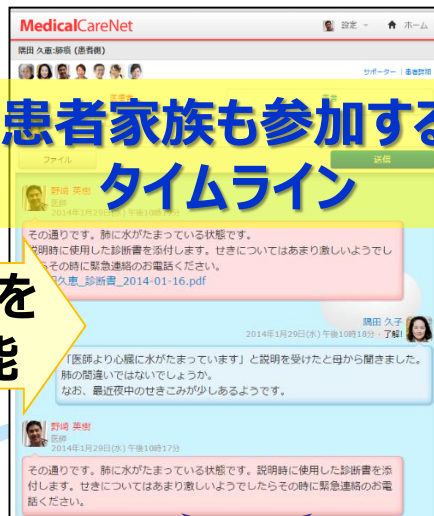 MedicalCareNet
設定
ホーム
隅田 久恵:肺癌 (患者側)
サポーター | 患者詳細
患者家族も参加する
タイムライン
ファイル
送信
野崎 英樹
医師
2014年1月29日(水) 午後10時19分
その通りです。肺に水がたまっている状態です。
説明時に使用した診断書を添付します。せきについてはあまり激しいようでし
らその時に緊急連絡のお電話ください。
久恵_診断書_2014-01-16.pdf
を
能
隅田 久子
2014年1月29日(水) 午後10時18分 - 了解!
「医師より心臓に水がたまっています」と説明を受けたと母から聞きました。
肺の間違いではないでしょうか。
なお、最近夜中のせきこみが少しあるようです。
野崎 英樹
医師
2014年1月29日(水) 午後10時17分
その通りです。肺に水がたまっている状態です。説明時に使用した診断書を添
付します。せきについてはあまり激しいようでしたらその時に緊急連絡のお電
話ください。